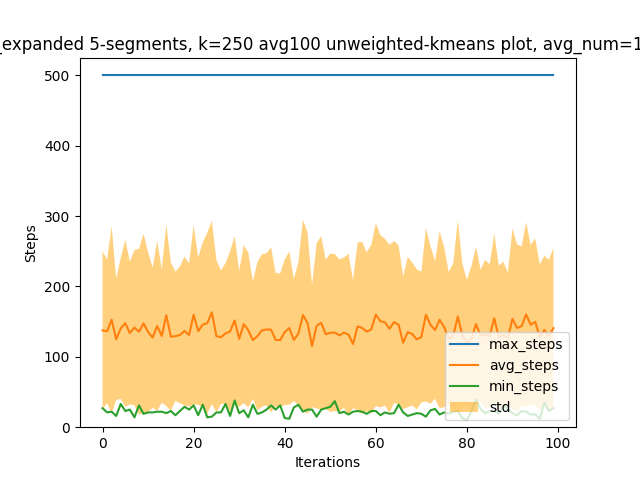 _expanded 5-segments, k=250 avg100 unweighted-kmeans plot, avg_num=1
500
400
300
200
100
0
Steps
max_steps
avg_steps
min_steps
std
0 20 40 60 80 100
Iterations